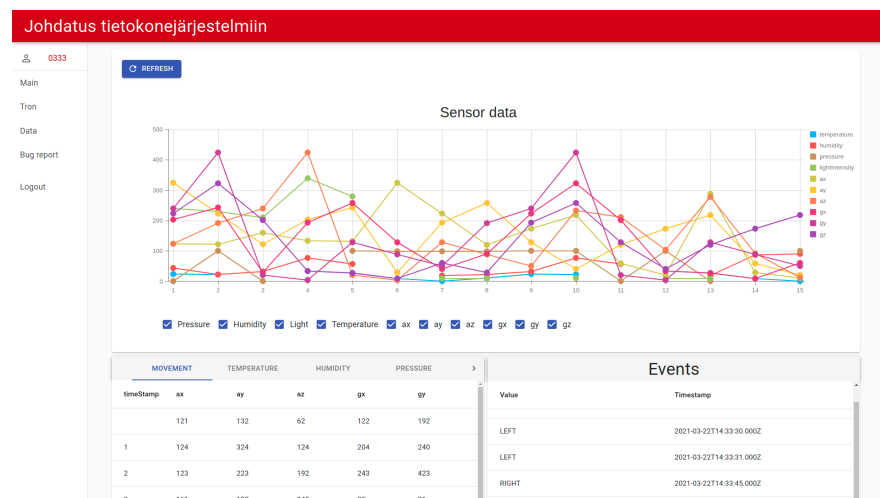 Johdatus tietokonejärjestelmiin
0333
Main
Tron
Data
Bug report
Logout
REFRESH
Sensor data
500
400
300
200
100
0
1 2 3 4 5 6 7 8 9 10 11 12 13 14 15
temperature
humidity
pressure
lightIntensity
ax
ay
az
gx
gy
gz
Pressure Humidity Light Temperature ax ay az gx gy gz
MOVEMENT TEMPERATURE HUMIDITY PRESSURE
timeStamp ax ay az gx gy
121 132 62 122 192
1 124 324 124 204 240
2 123 223 192 243 423
Events
Value Timestamp
LEFT 2021-03-22T14:33:30.000Z
LEFT 2021-03-22T14:33:31.000Z
RIGHT 2021-03-22T14:33:45.000Z